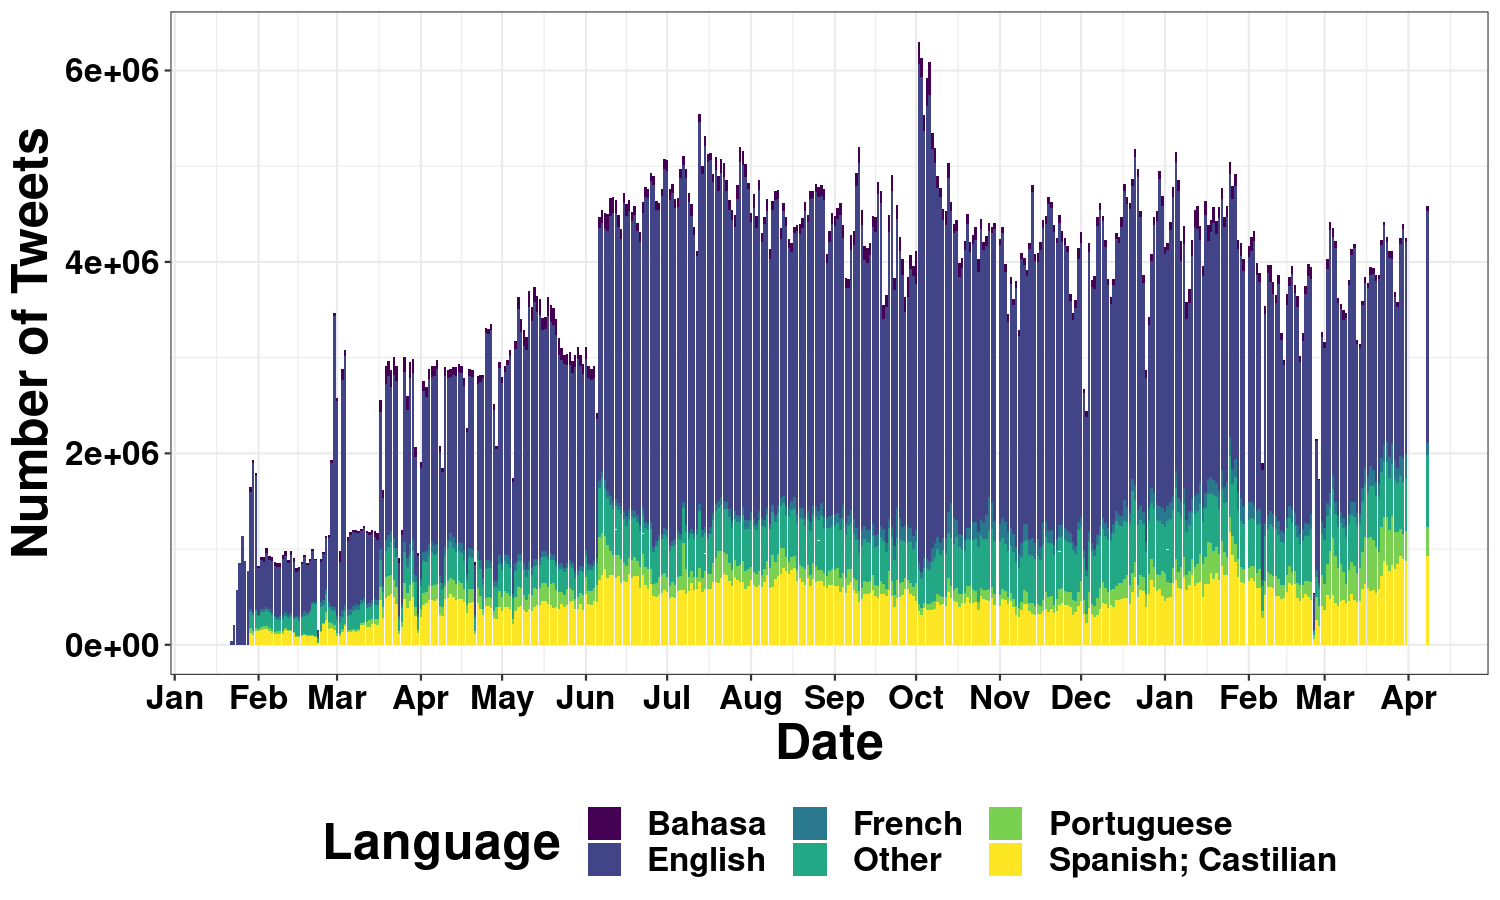 Number of Tweets
6e+06
4e+06
2e+06
0e+00
Jan Feb Mar Apr May Jun Jul Aug Sep Oct Nov Dec Jan Feb Mar Apr
Date
Language
Bahasa French Portuguese
English Other Spanish; Castilian